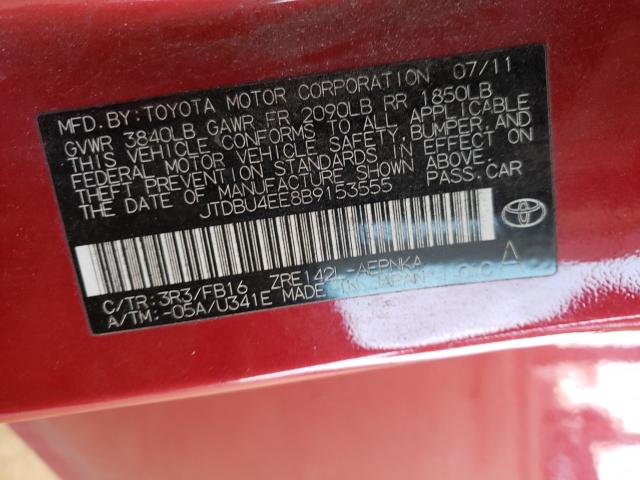 MFD.BY:TOYOTA MOTOR CORPORATION 07/11
GVWR 3840LB GAWR FR 2090LB RR 1850LB
THIS VEHICLE CONFORMS TO ALL APPLICABLE
FEDERAL MOTOR VEHICLE SAFETY,BUMPER,AND
THEFT PREVENTION STANDARDS IN EFFECT ON
THE DATE OF MANUFACTURE SHOWN ABOVE.
JTDBU4EE8B9153555 PASS.CAR
C/TR:3R3/FB16 ZRE142L-AEPNKA
A/TM:-05A/U341E MADE IN JAPAN